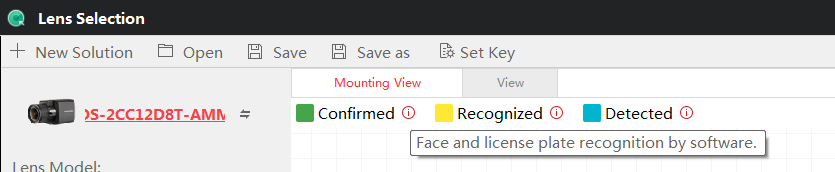 Lens Selection
New Solution Open Save Save as Set Key
Mounting View View
DS-2CC12D8T-AMM
Confirmed Recognized Detected
Face and license plate recognition by software.
Lens Model: